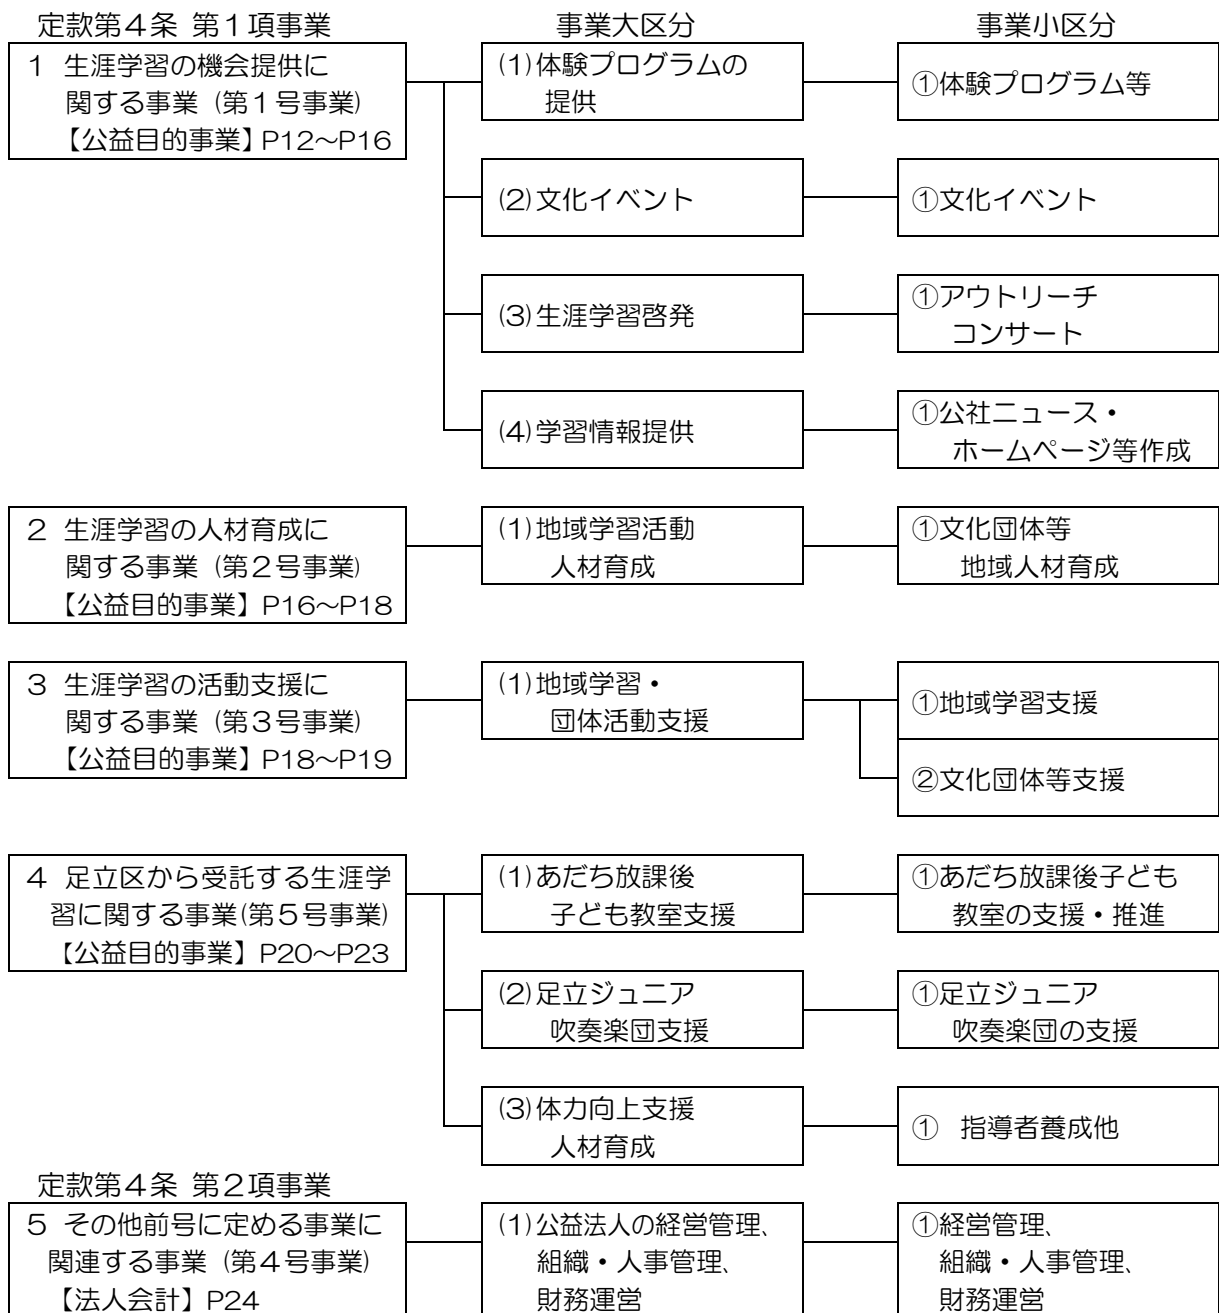 定款第４条 第１項事業
事業大区分
事業小区分
１ 生涯学習の機会提供に
関する事業（第１号事業）
【公益目的事業】P12～P16
(1)体験プログラムの
提供
①体験プログラム等
(2)文化イベント
①文化イベント
(3)生涯学習啓発
①アウトリーチ
コンサート
(4)学習情報提供
①公社ニュース・
ホームページ等作成
２ 生涯学習の人材育成に
関する事業（第２号事業）
【公益目的事業】P16～P18
(1)地域学習活動
人材育成
①文化団体等
地域人材育成
３ 生涯学習の活動支援に
関する事業（第３号事業）
【公益目的事業】P18～P19
(1)地域学習・
団体活動支援
①地域学習支援
②文化団体等支援
４ 足立区から受託する生涯学
習に関する事業(第５号事業)
【公益目的事業】P20～P23
(1)あだち放課後
子ども教室支援
①あだち放課後子ども
教室の支援・推進
(2)足立ジュニア
吹奏楽団支援
①足立ジュニア
吹奏楽団の支援
(3)体力向上支援
人材育成
① 指導者養成他
定款第４条 第２項事業
５ その他前号に定める事業に
関連する事業（第４号事業）
【法人会計】P24
(1)公益法人の経営管理、
組織・人事管理、
財務運営
①経営管理、
組織・人事管理、
財務運営